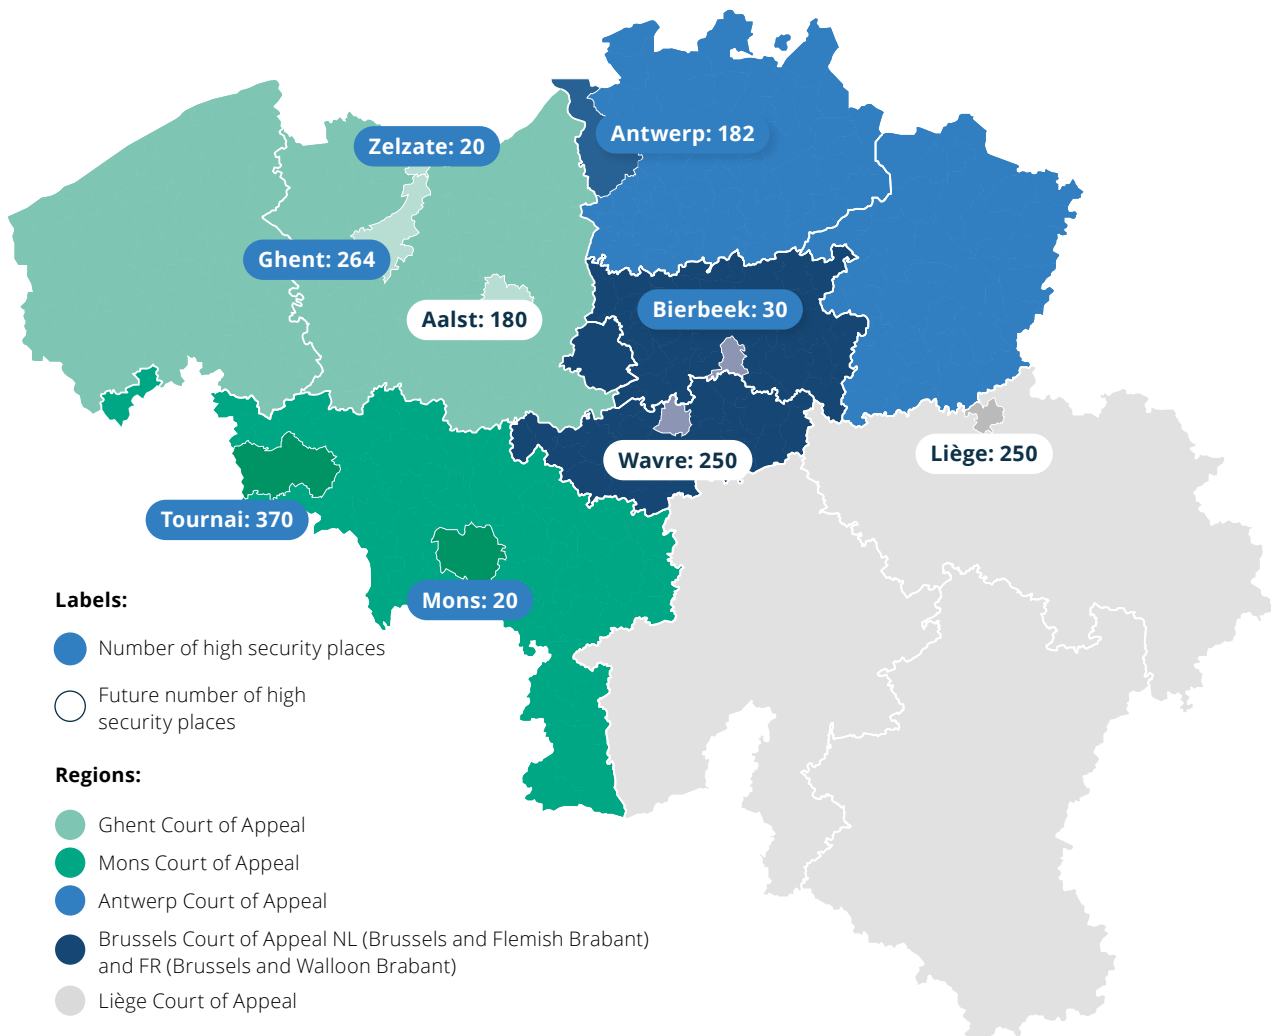 Antwerp: 182
Zelzate: 20
Ghent: 264
Bierbeek: 30
Aalst: 180
Liège: 250
Wavre: 250
Tournai: 370
Mons: 20
Labels:
Number of high security places
Future number of high
security places
Regions:
Ghent Court of Appeal
Mons Court of Appeal
Antwerp Court of Appeal
Brussels Court of Appeal NL (Brussels and Flemish Brabant)
and FR (Brussels and Walloon Brabant)
Liège Court of Appeal